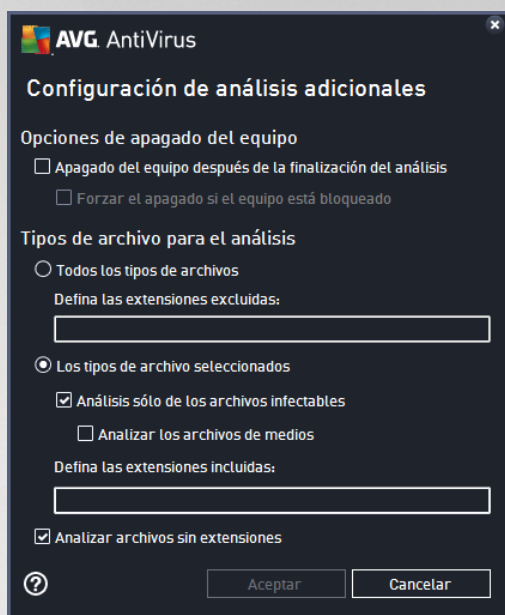 AVG. AntiVirus
Configuración de análisis adicionales
Opciones de apagado del equipo
Apagado del equipo después de la finalización del análisis
Forzar el apagado si el equipo está bloqueado
Tipos de archivo para el análisis
Todos los tipos de archivos
Defina las extensiones excluidas:
Los tipos de archivo seleccionados
Análisis sólo de los archivos infectables
Analizar los archivos de medios
Defina las extensiones incluidas:
Analizar archivos sin extensiones
? Aceptar Cancelar